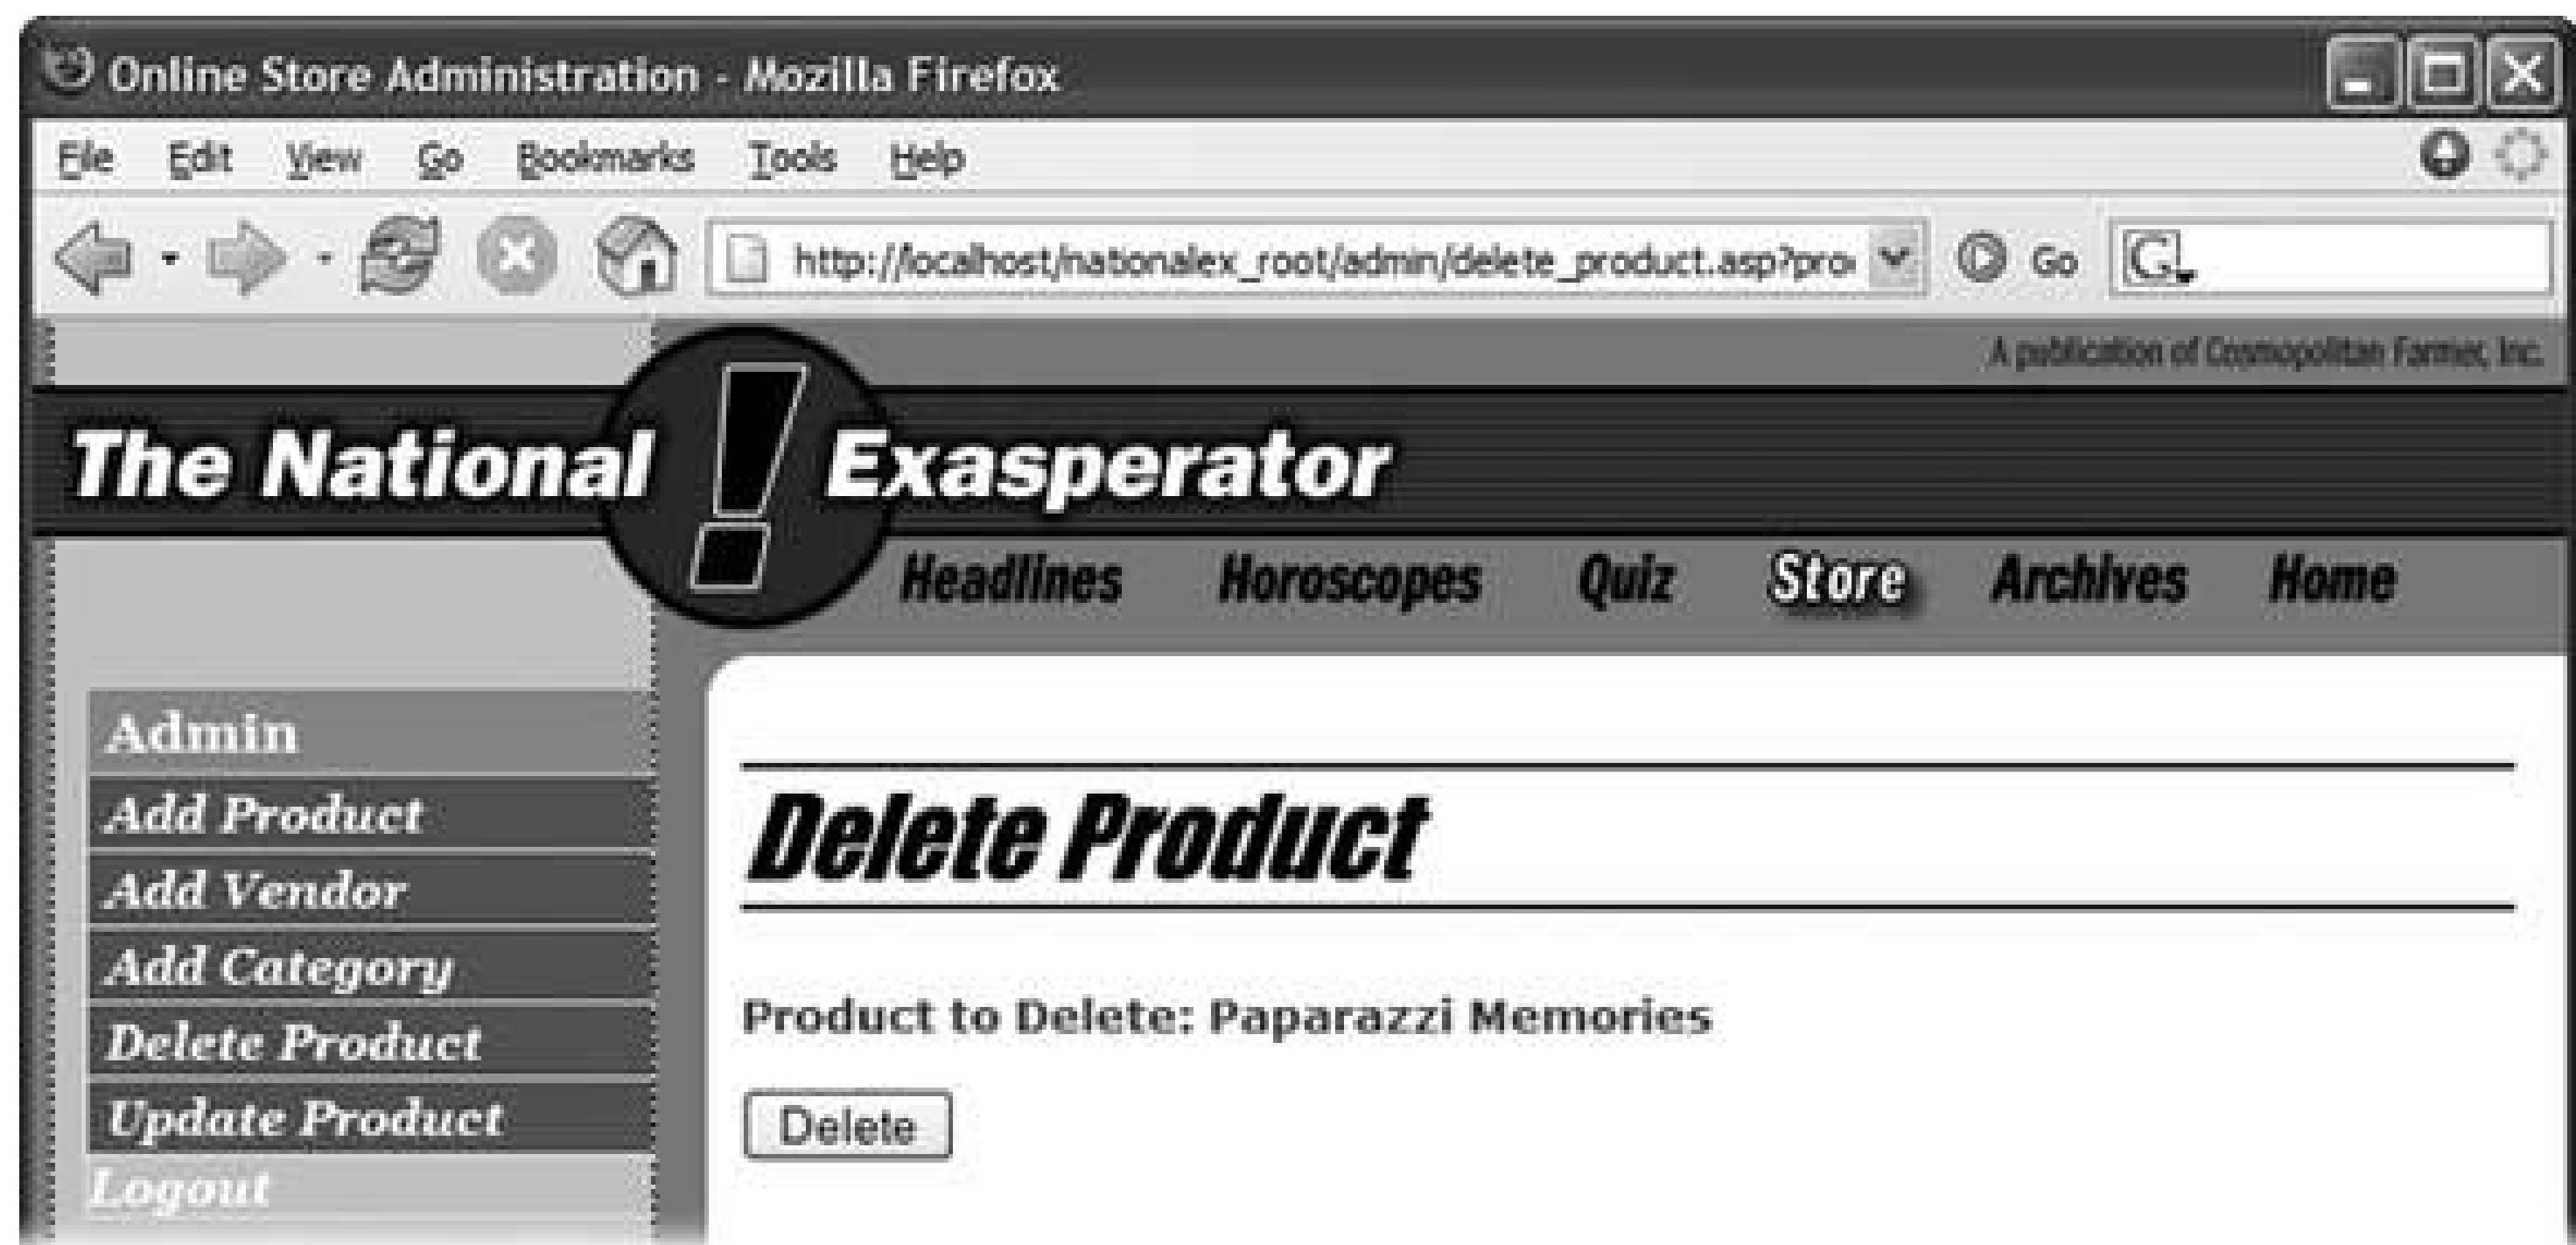 Online Store Administration - Mozilla Firefox
File Edit View Go Bookmarks Tools Help
http://localhost/nationalex_root/admin/delete_product.asp?pro Go G
A publication of Cosmopolitan Farmer, Inc.
The National ! Exasperator
Headlines Horoscopes Quiz Store Archives Home
Admin
Add Product
Add Vendor
Add Category
Delete Product
Update Product
Logout
Delete Product
Product to Delete: Paparazzi Memories
Delete